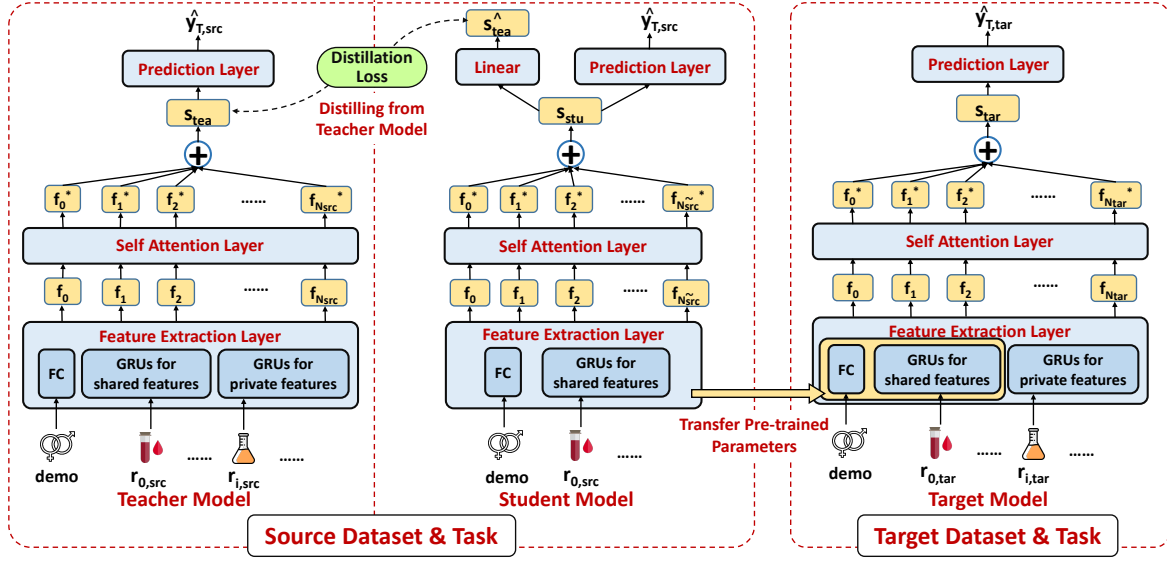 ŷT,src
Prediction Layer
stea
+
f0* f1* f2* ...... fNsrc*
Self Attention Layer
f0 f1 f2 ...... fNsrc
Feature Extraction Layer
FC
GRUs for
shared features
GRUs for
private features
demo
r0,src
......
ri,src
......
Teacher Model
Distillation
Loss
Distilling from
Teacher Model
stea^
ŷT,src
Linear
Prediction Layer
sstu
+
f0* f1* f2* ...... fNsrc~*
Self Attention Layer
f0 f1 f2 ...... fNsrc~
Feature Extraction Layer
FC
GRUs for
shared features
demo
r0,src
......
Student Model
Source Dataset & Task
Transfer Pre-trained
Parameters
ŷT,tar
Prediction Layer
star
+
f0* f1* f2* ...... fNtar*
Self Attention Layer
f0 f1 f2 ...... fNtar
Feature Extraction Layer
FC
GRUs for
shared features
GRUs for
private features
demo
r0,tar
......
ri,tar
......
Target Model
Target Dataset & Task